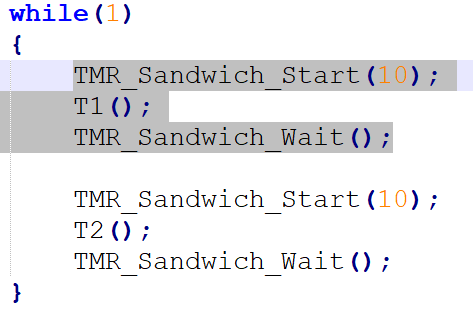 while(1)
{
TMR_Sandwich_Start(10);
T1();
TMR_Sandwich_Wait();
TMR_Sandwich_Start(10);
T2();
TMR_Sandwich_Wait();
}